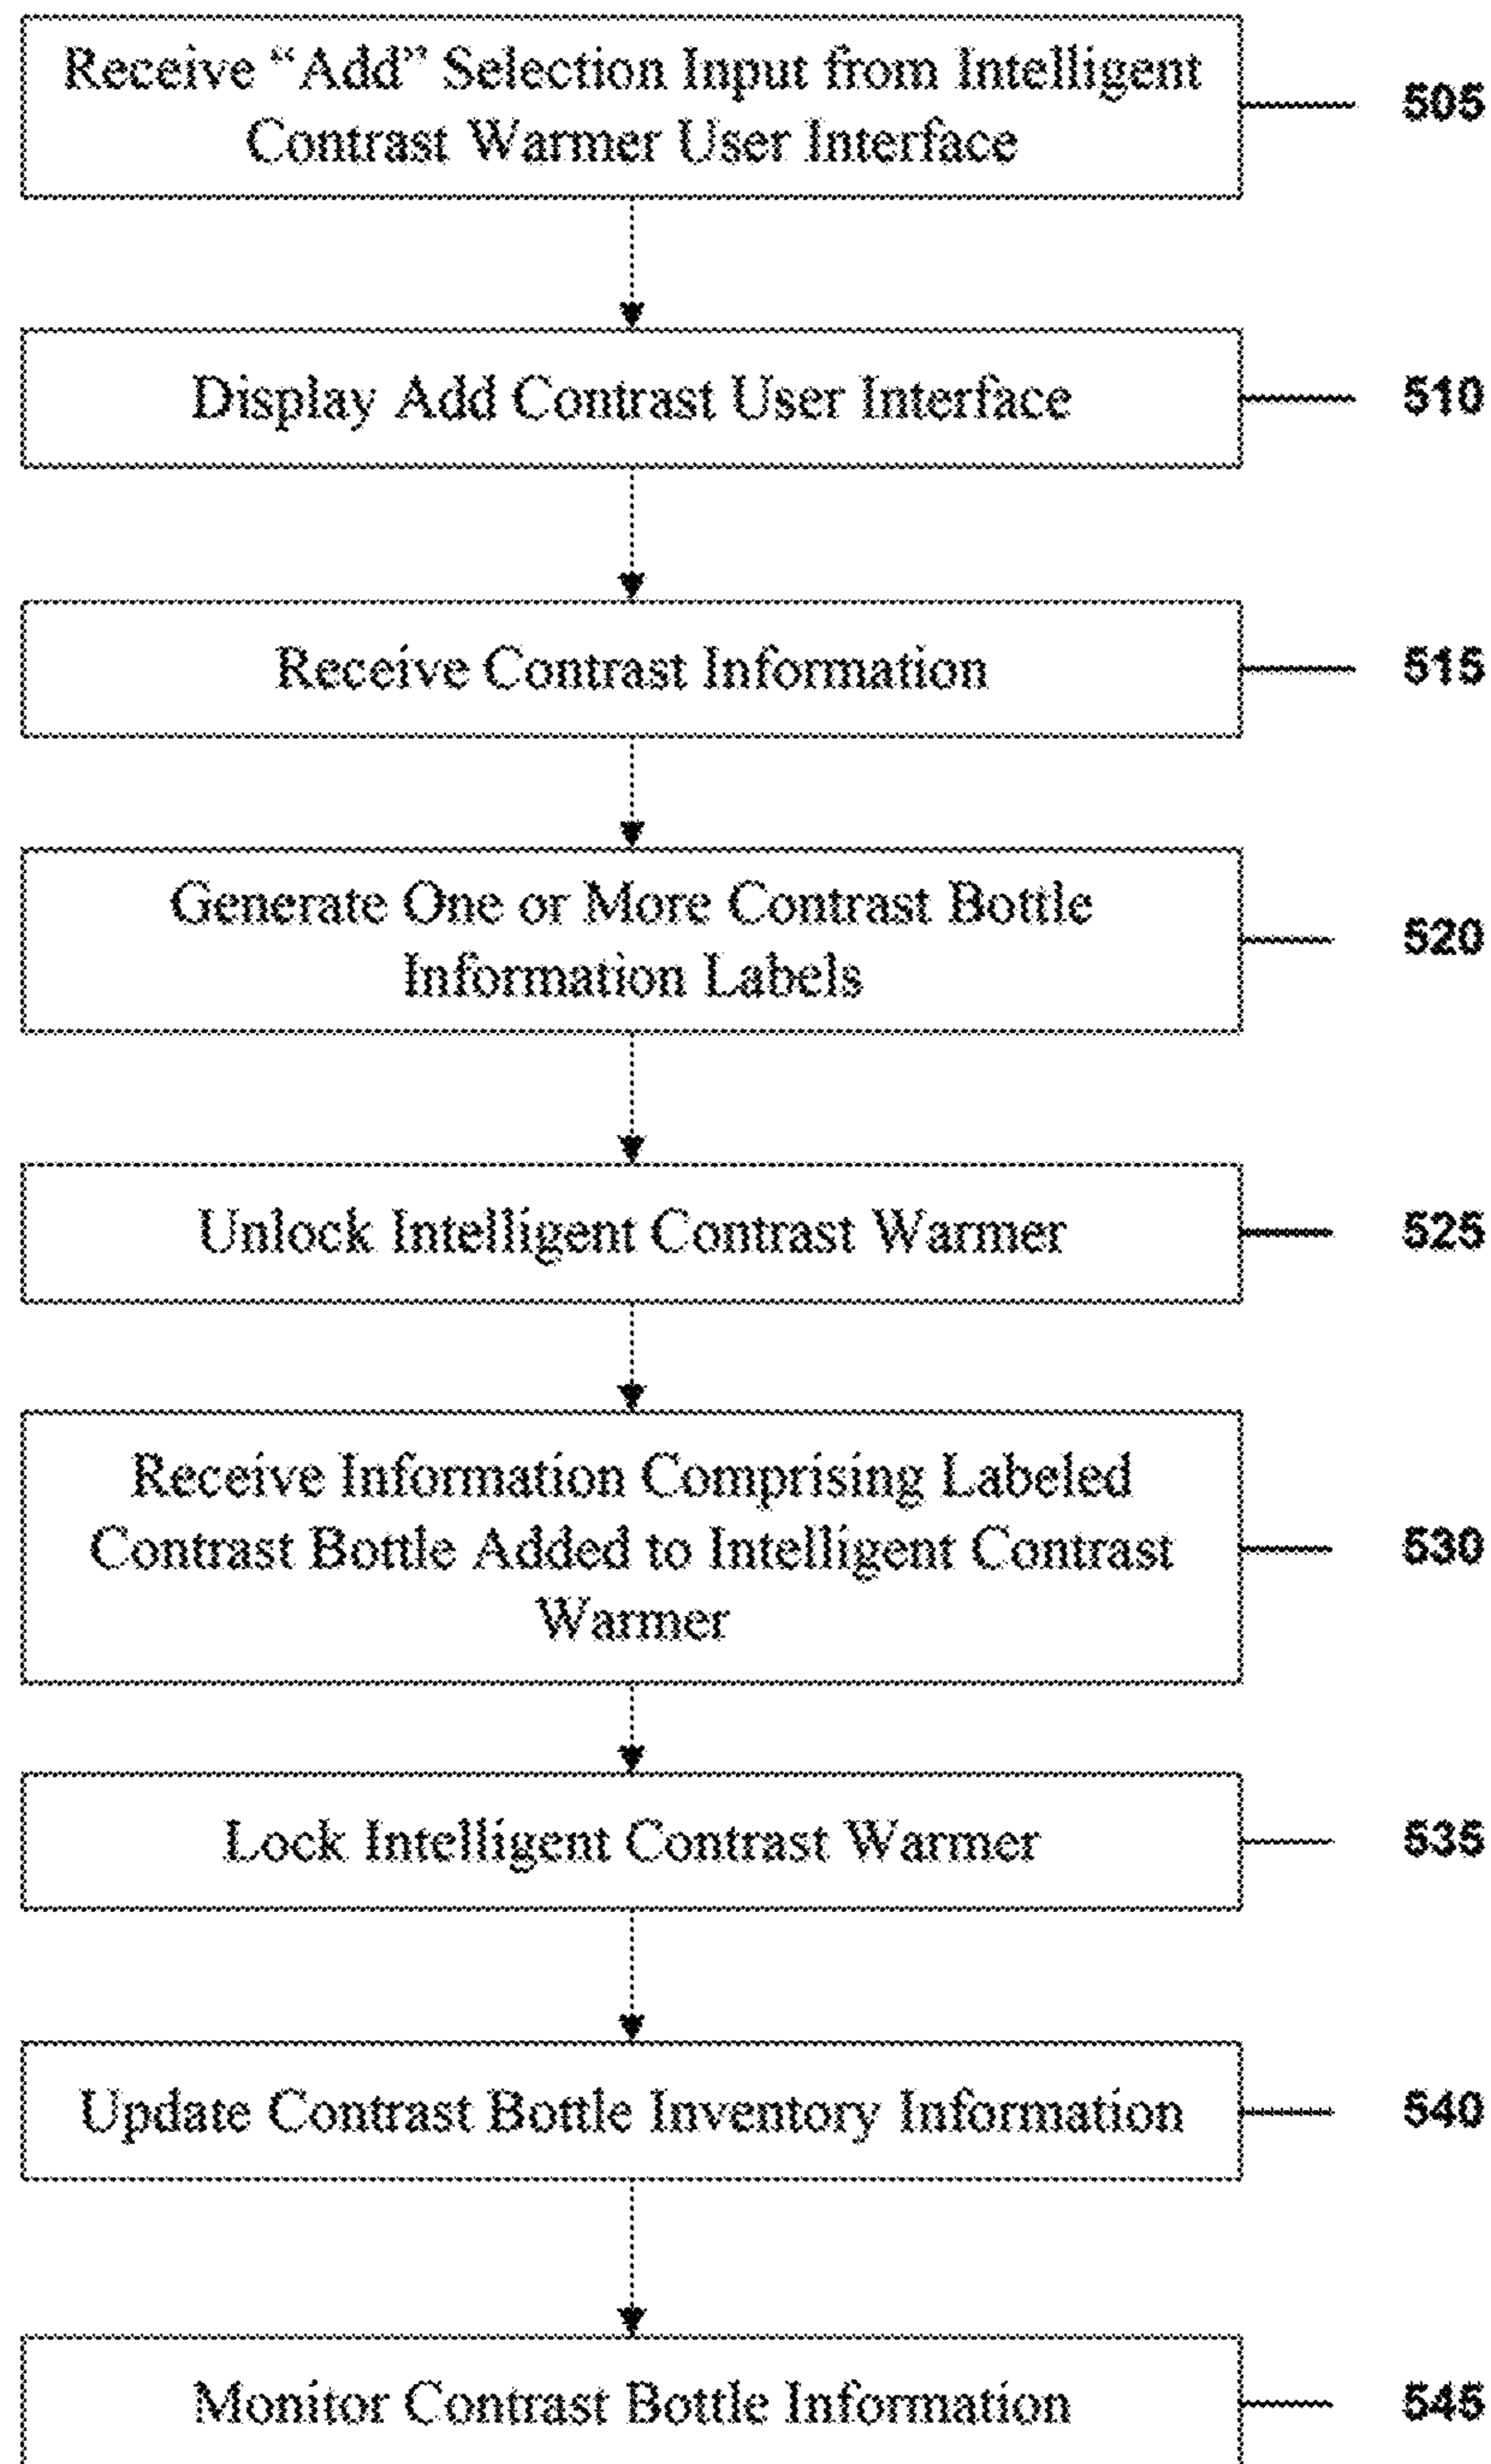 Receive “Add” Selection Input from Intelligent
Contrast Warmer User Interface
505
Display Add Contrast User Interface
510
Receive Contrast Information
515
Generate One or More Contrast Bottle
Information Labels
520
Unlock Intelligent Contrast Warmer
525
Receive Information Comprising Labeled
Contrast Bottle Added to Intelligent Contrast
Warmer
530
Lock Intelligent Contrast Warmer
535
Update Contrast Bottle Inventory Information
540
Monitor Contrast Bottle Information
545